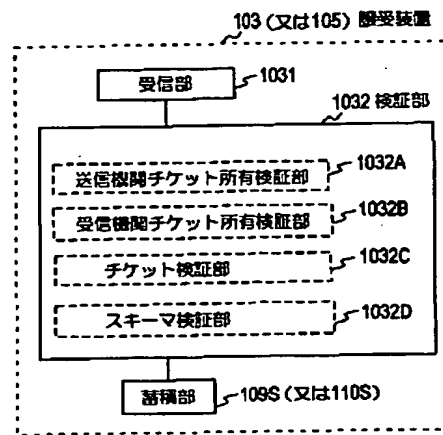 103(又は105) 譲受装置
受信部
1031
1032 検証部
送信機関チケット所有検証部
1032A
受信機関チケット所有検証部
1032B
チケット検証部
1032C
スキーマ検証部
1032D
蓄積部
109S(又は110S)